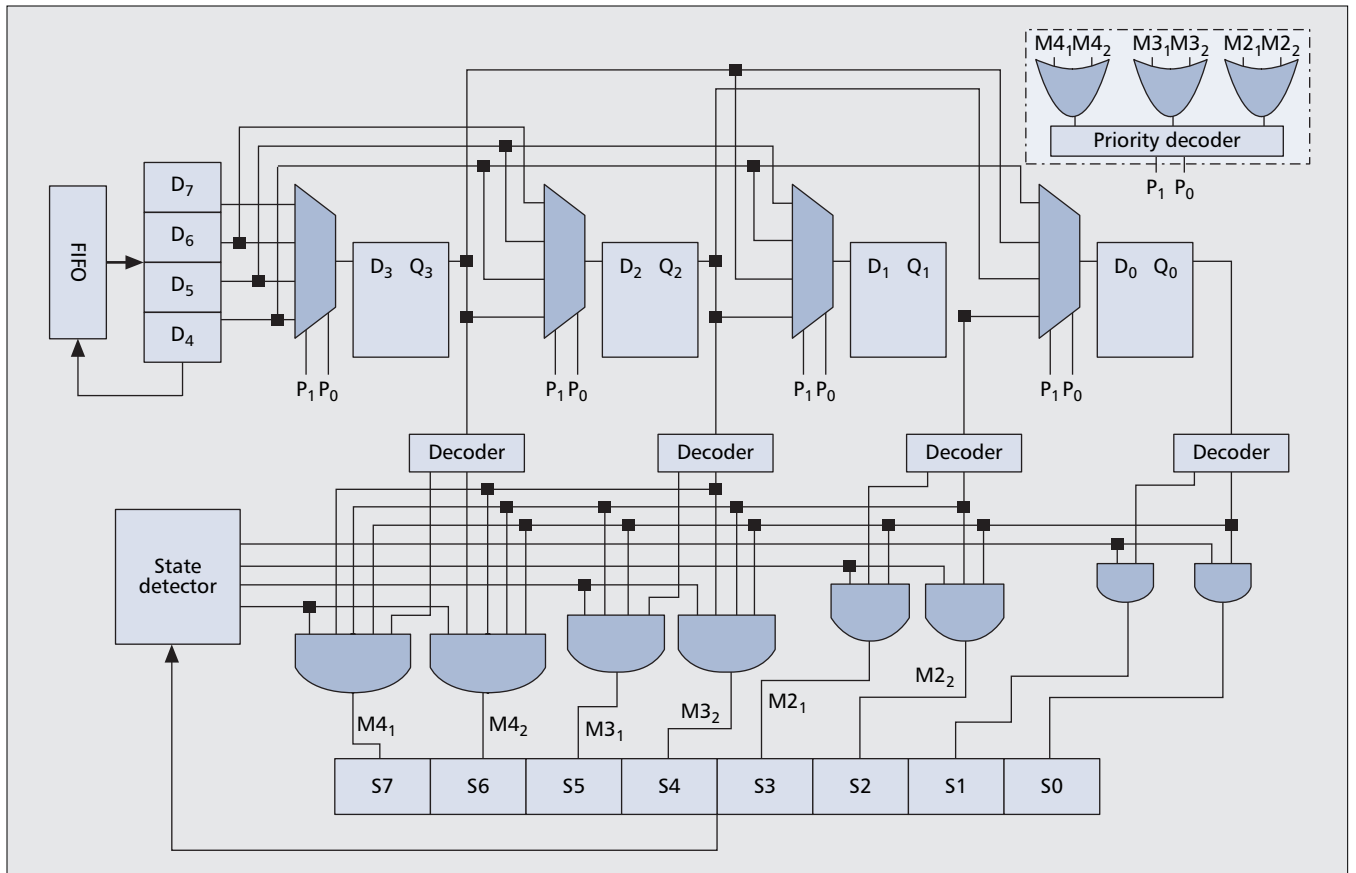 M4₁M4₂ M3₁M3₂ M2₁M2₂
Priority decoder
P₁ P₀
FIFO
D₇
D₆
D₅
D₄
D₃ Q₃
D₂ Q₂
D₁ Q₁
D₀ Q₀
P₁ P₀
P₁ P₀
P₁ P₀
P₁ P₀
Decoder
Decoder
Decoder
Decoder
State
detector
M4₁
M4₂
M3₁
M3₂
M2₁
M2₂
S7
S6
S5
S4
S3
S2
S1
S0